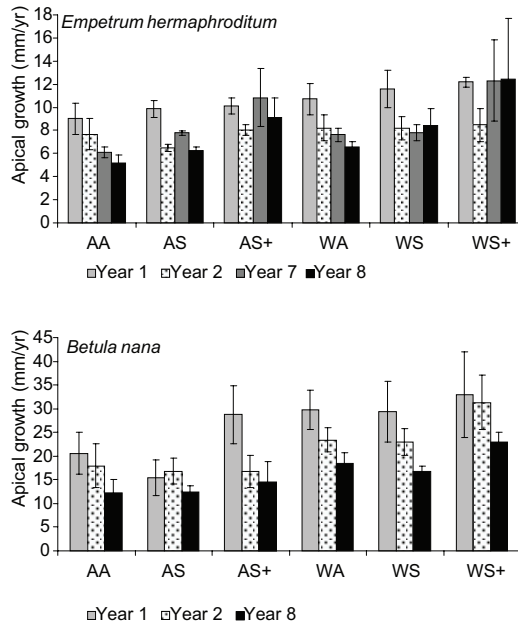 Empetrum hermaphroditum
Apical growth (mm/yr)
18
16
14
12
10
8
6
4
2
0
AA AS AS+ WA WS WS+
Year 1 Year 2 Year 7 Year 8
Betula nana
Apical growth (mm/yr)
45
40
35
30
25
20
15
10
5
0
AA AS AS+ WA WS WS+
Year 1 Year 2 Year 8